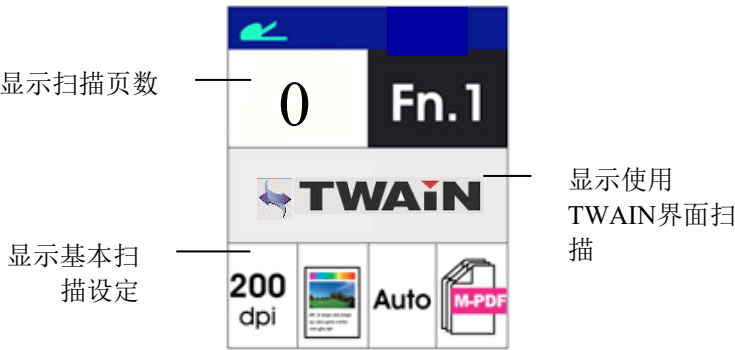 显示扫描页数
0
Fn.1
TWAiN
显示使用
TWAIN界面扫
描
显示基本扫
描设定
200
dpi
Auto
M-PDF